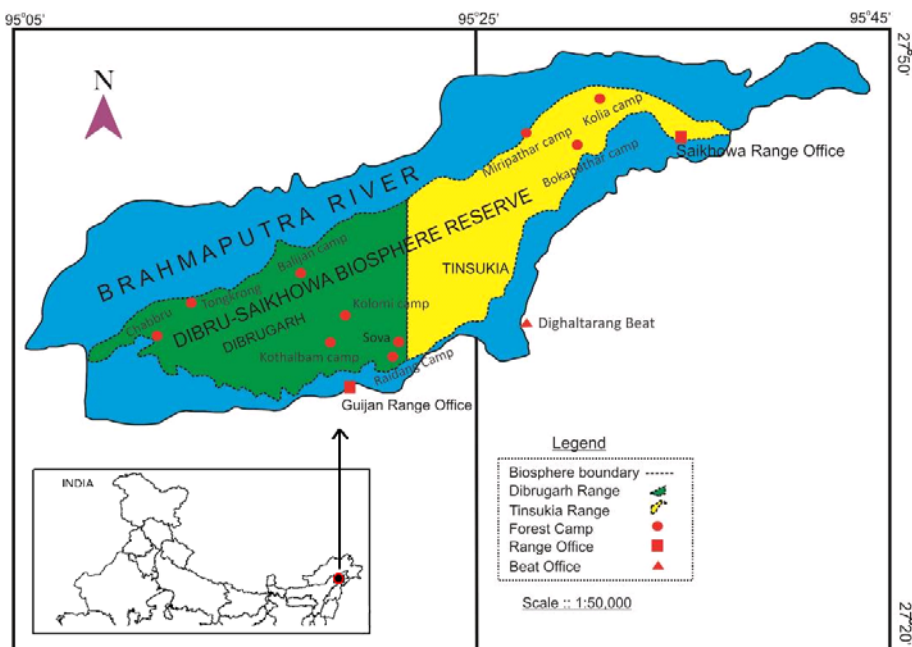 95°05'
95°25'
95°45'
27°50'
N
Kolia camp
Miripathar camp
Saikhowa Range Office
Bokapathar camp
BRAHMAPUTRA RIVER
DIBRU-SAIKHOWA BIOSPHERE RESERVE
Balijan camp
TINSUKIA
Tongkrong
Chabbru
Kolomi camp
DIBRUGARH
Dighaltarang Beat
Sova
Kothalbam camp
Raidang Camp
Guijan Range Office
Legend
Biosphere boundary
Dibrugarh Range
Tinsukia Range
Forest Camp
Range Office
Beat Office
Scale :: 1:50,000
INDIA
27°20'